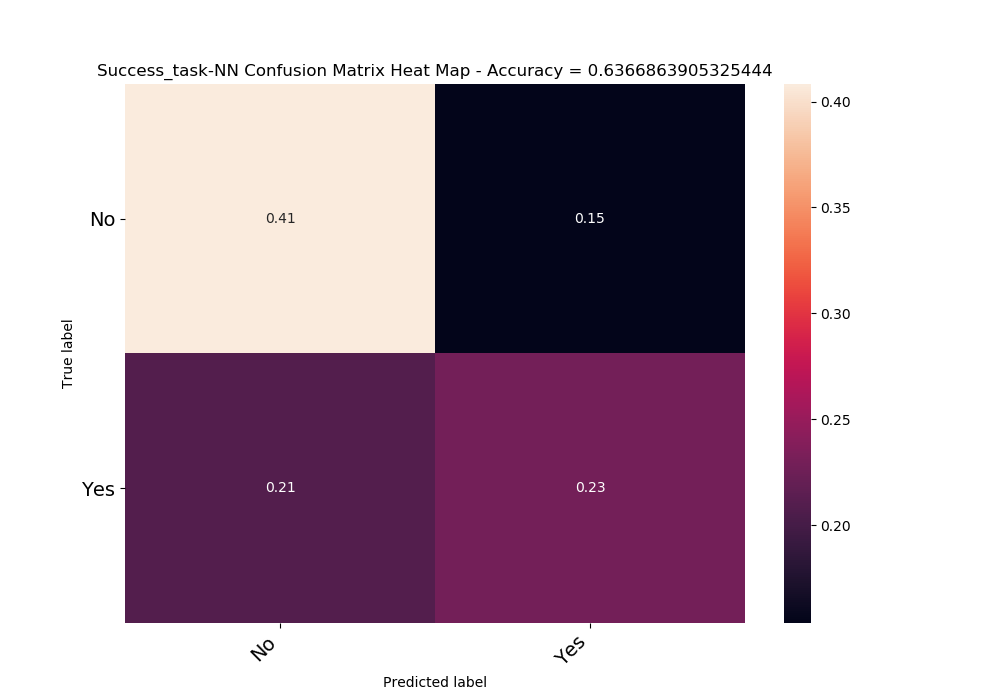 Success_task-NN Confusion Matrix Heat Map - Accuracy = 0.6366863905325444
0.40
No
0.41
0.15
0.35
0.30
True label
0.25
Yes
0.21
0.23
0.20
No
Yes
Predicted label